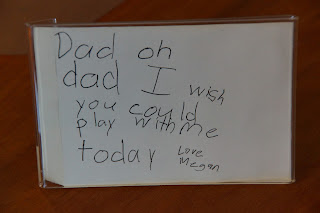 Dad oh
dad I wish
you could
play with me
today Love
Megan